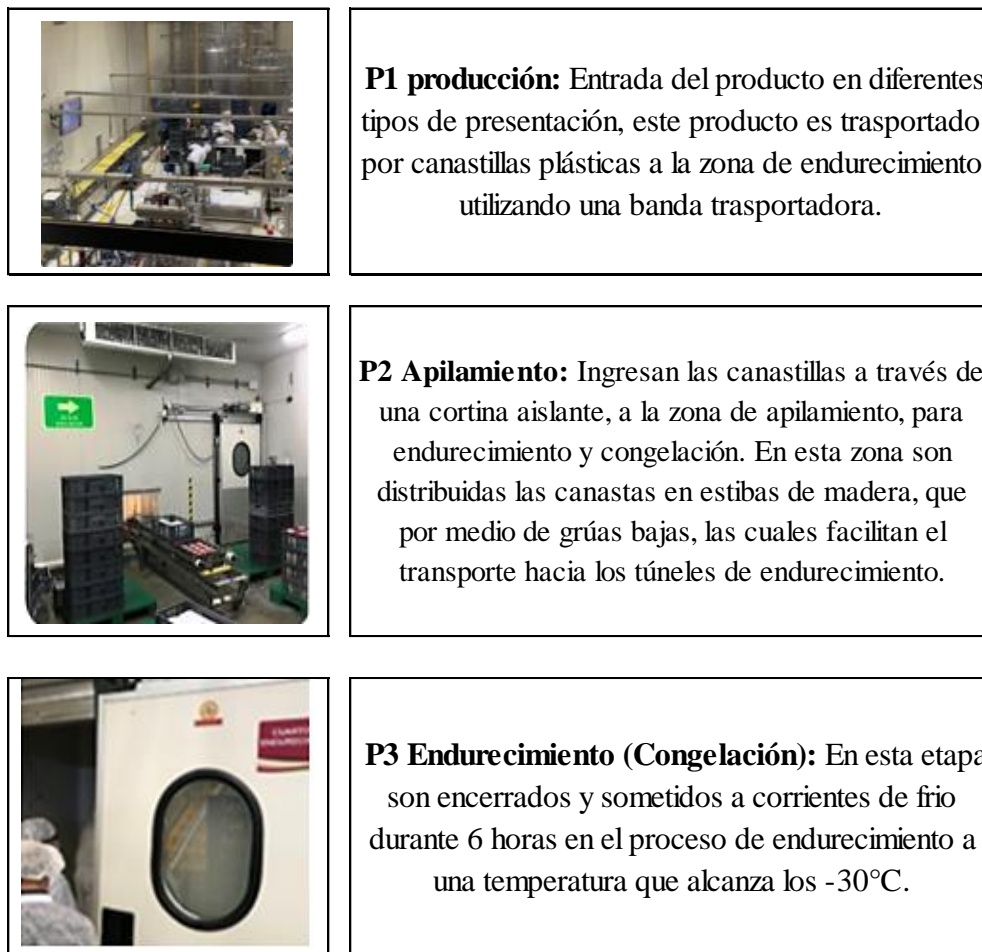 P1 producción: Entrada del producto en diferentes
tipos de presentación, este producto es trasportado
por canastillas plásticas a la zona de endurecimiento
utilizando una banda trasportadora.
P2 Apilamiento: Ingresan las canastillas a través de
una cortina aislante, a la zona de apilamiento, para
endurecimiento y congelación. En esta zona son
distribuidas las canastas en estibas de madera, que
por medio de grúas bajas, las cuales facilitan el
transporte hacia los túneles de endurecimiento.
CUARTO
ENDURECI
P3 Endurecimiento (Congelación): En esta etapa
son encerrados y sometidos a corrientes de frio
durante 6 horas en el proceso de endurecimiento a
una temperatura que alcanza los -30°C.